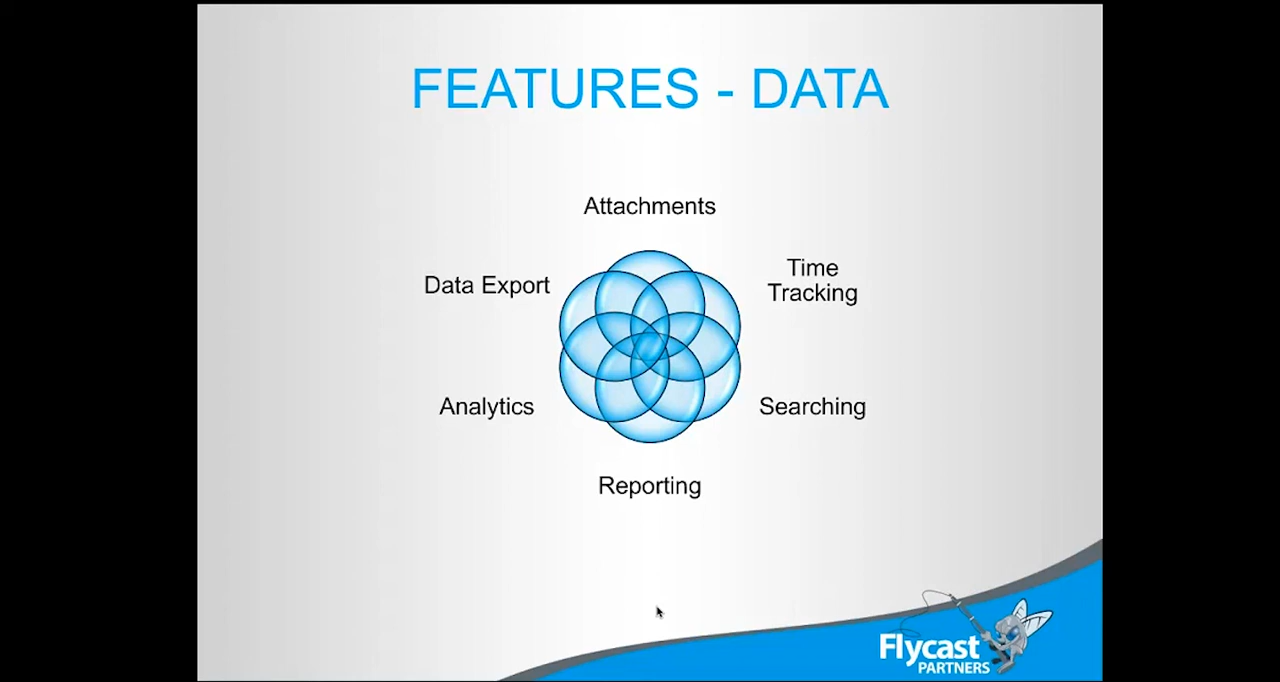 FEATURES - DATA
Attachments
Time
Tracking
Data Export
Analytics
Searching
Reporting
Flycast
PARTNERS